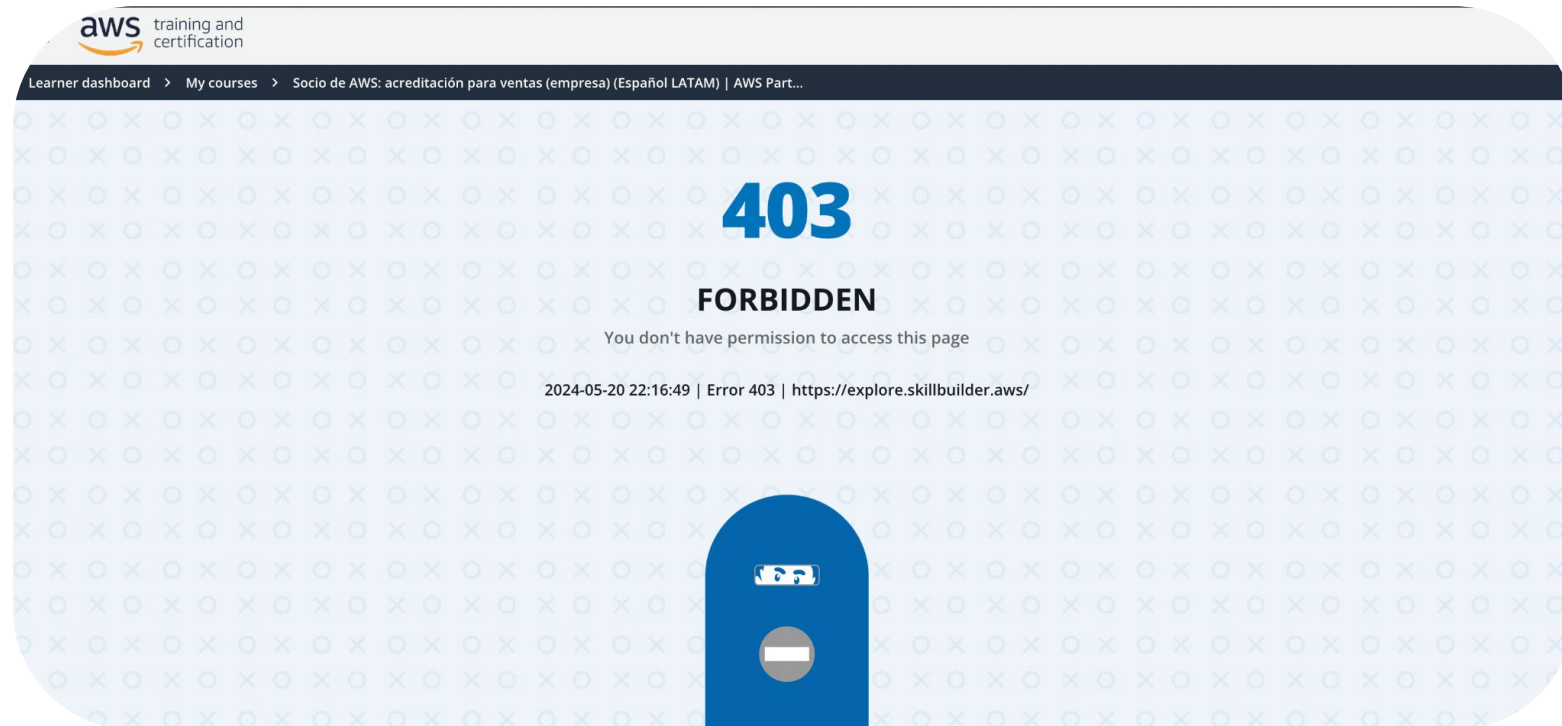 aws training and
certification
Learner dashboard > My courses > Socio de AWS: acreditación para ventas (empresa) (Español LATAM) | AWS Part...
403
FORBIDDEN
You don't have permission to access this page
2024-05-20 22:16:49 | Error 403 | https://explore.skillbuilder.aws/